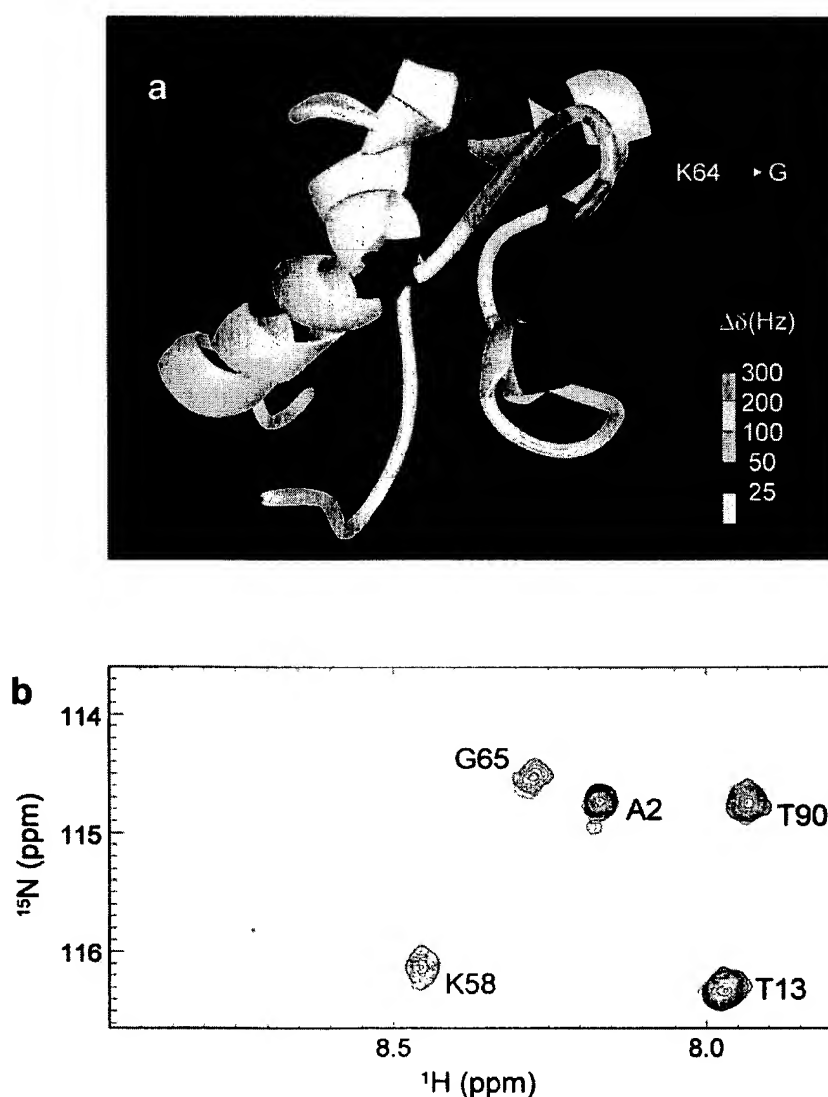 a
K64 ▸ G
Δδ(Hz)
300
200
100
50
25
b
114
115
116
¹⁵N (ppm)
G65
A2
T90
K58
T13
8.5
8.0
¹H (ppm)